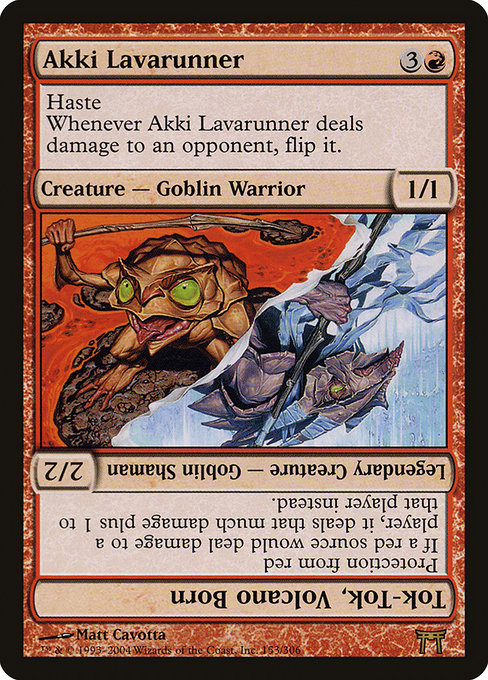 Akki Lavarunner 3
Haste
Whenever Akki Lavarunner deals
damage to an opponent, flip it.
Creature — Goblin Warrior
1/1
Tok-Tok, Volcano Born
Protection from red
If a red source would deal damage to a
player, it deals that much damage plus 1 to
that player instead.
Legendary Creature — Goblin Shaman
2/2
Matt Cavotta
™ & © 1993–2004 Wizards of the Coast, Inc. 153/306